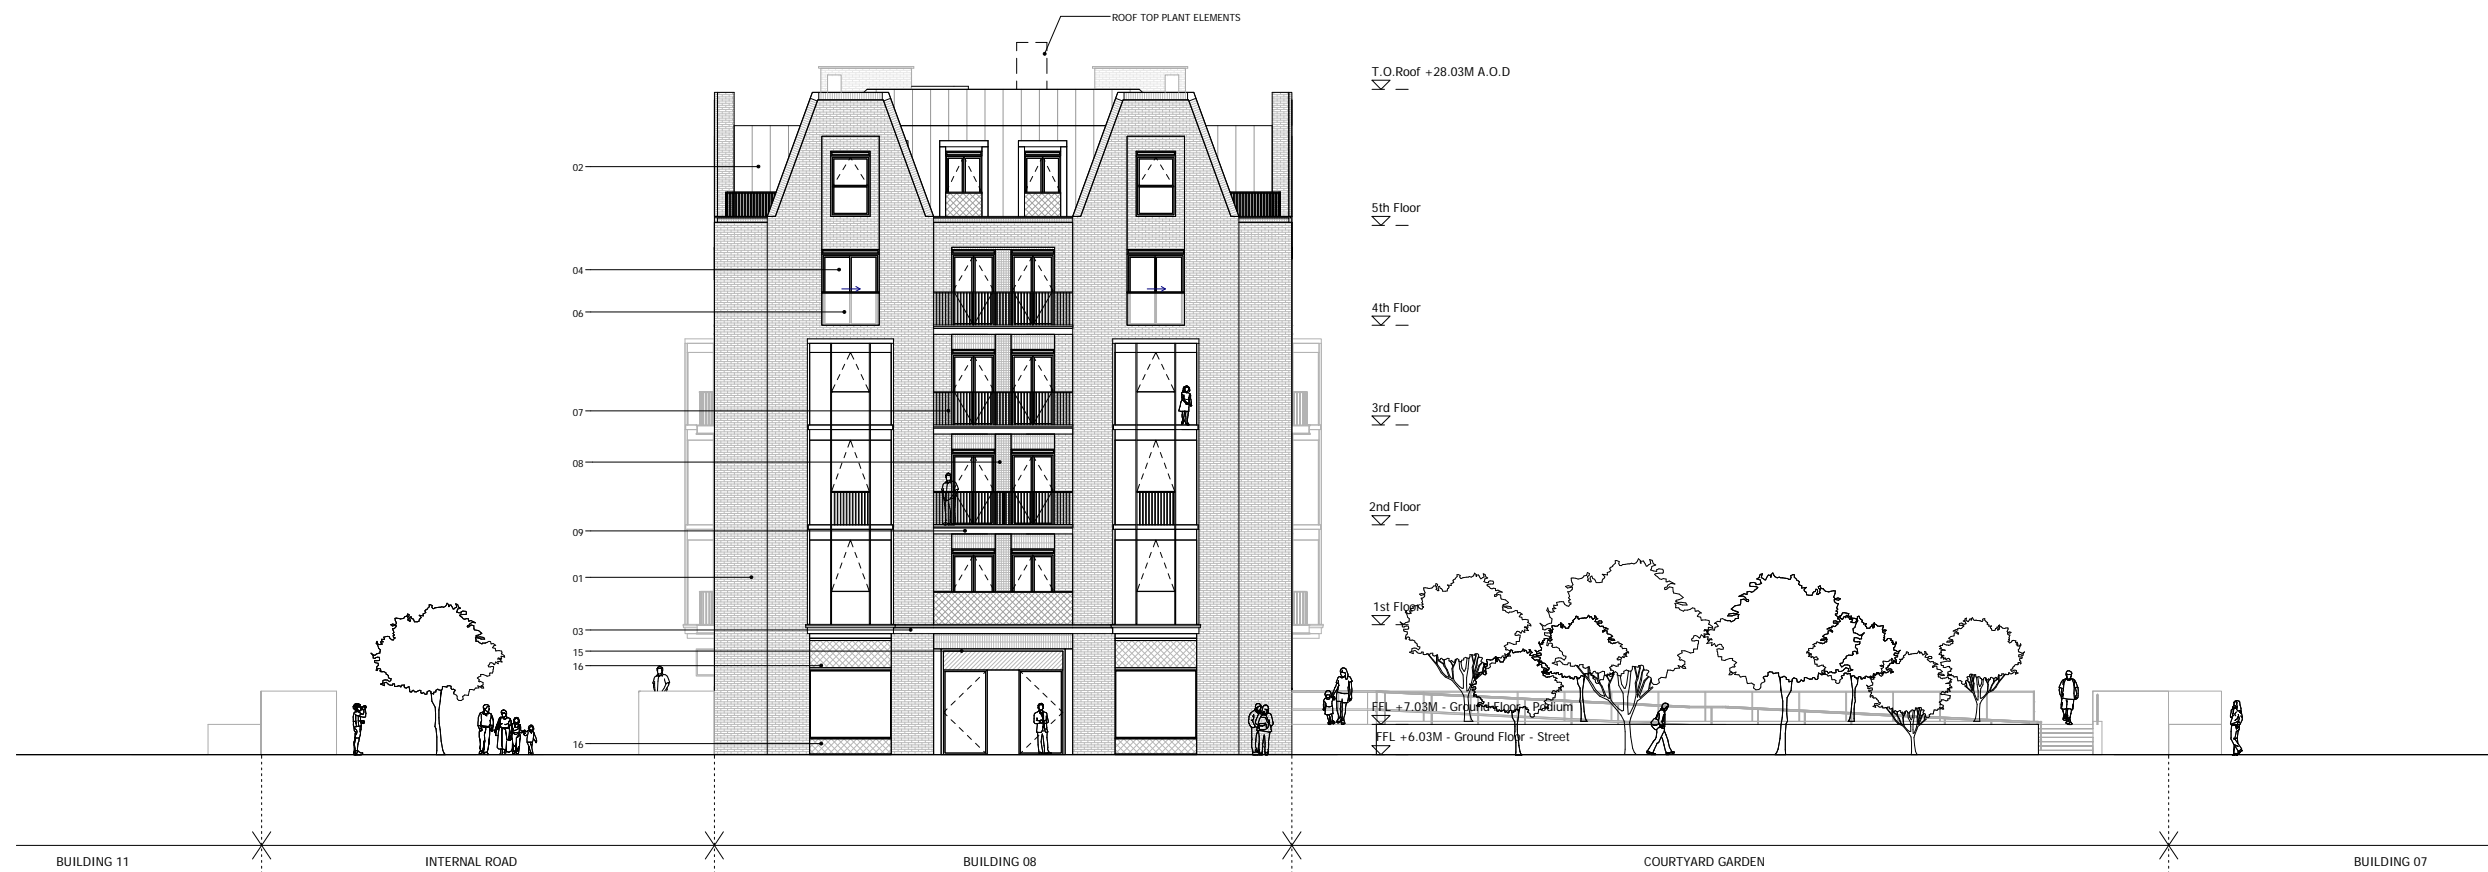 ROOF TOP PLANT ELEMENTS
T.O.Roof +28.03M A.O.D
02
5th Floor
04
4th Floor
06
3rd Floor
07
08
2nd Floor
09
01
1st Floor
03
15
16
FFL +7.03M - Ground Floor - Podium
FFL +6.03M - Ground Floor - Street
16
BUILDING 11
INTERNAL ROAD
BUILDING 08
COURTYARD GARDEN
BUILDING 07